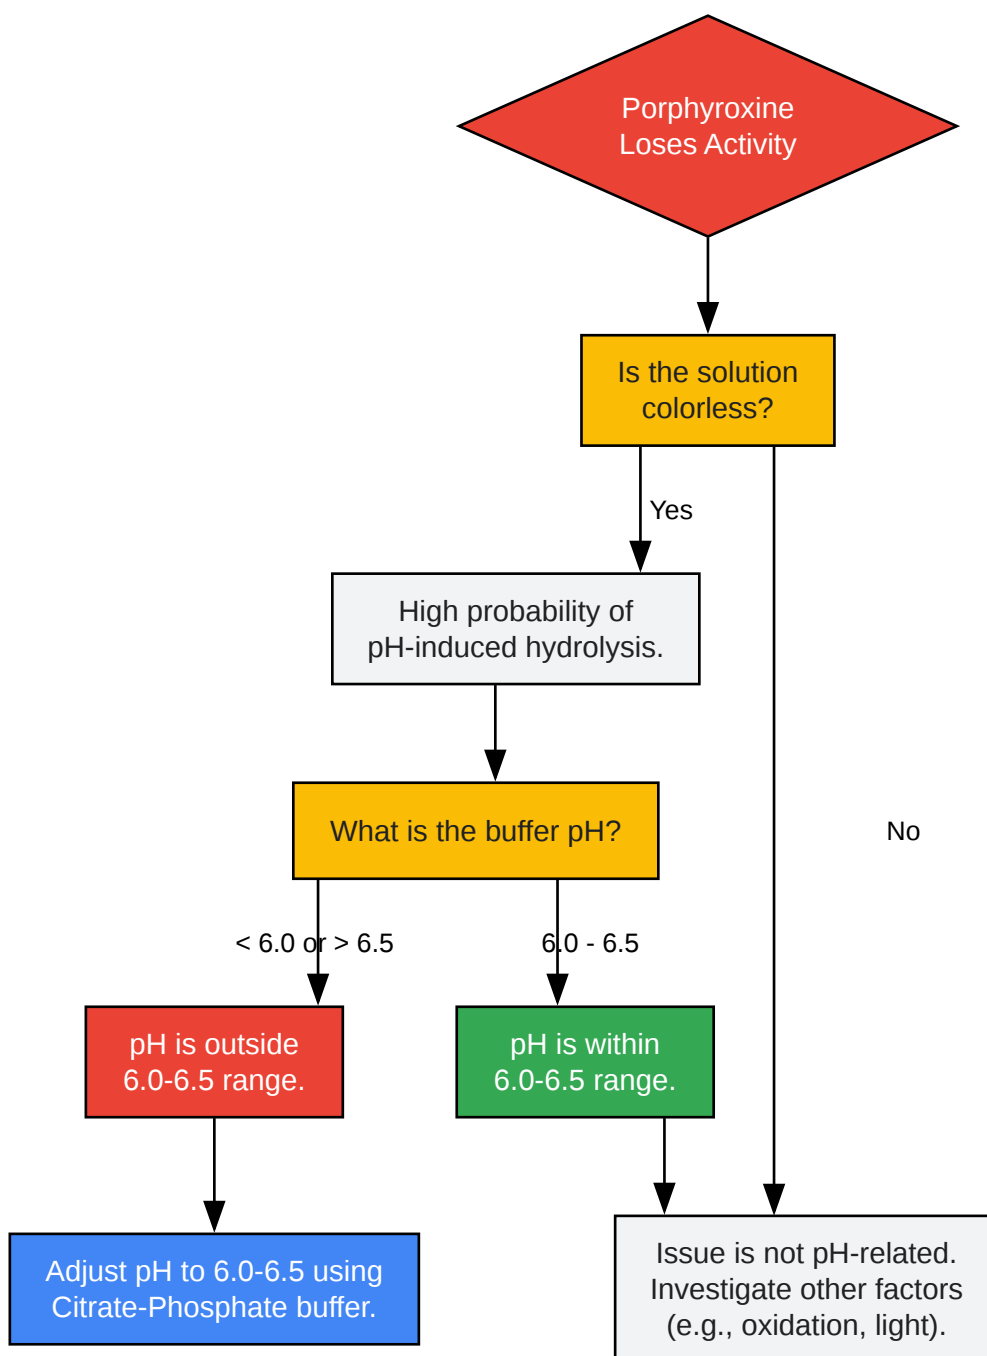 Porphyroxine
Loses Activity
Is the solution
colorless?
Yes
High probability of
pH-induced hydrolysis.
What is the buffer pH?
No
< 6.0 or > 6.5
6.0 - 6.5
pH is outside
6.0-6.5 range.
pH is within
6.0-6.5 range.
Adjust pH to 6.0-6.5 using
Citrate-Phosphate buffer.
Issue is not pH-related.
Investigate other factors
(e.g., oxidation, light).